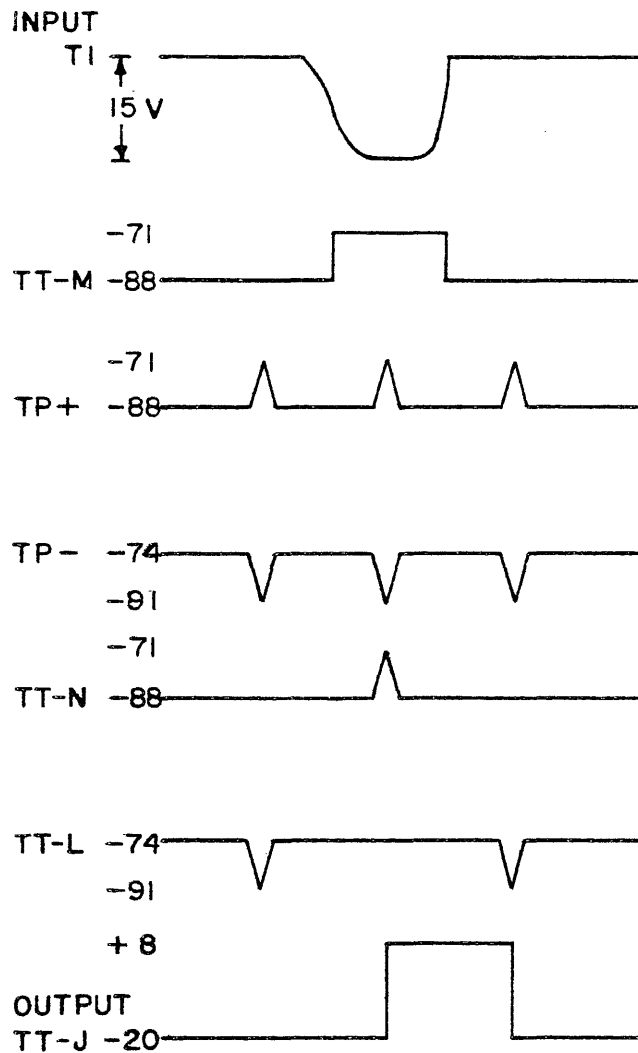 INPUT
T1
15 V
-71
TT-M -88
-71
TP+ -88
TP- -74
-91
-71
TT-N -88
TT-L -74
-91
+8
OUTPUT
TT-J -20